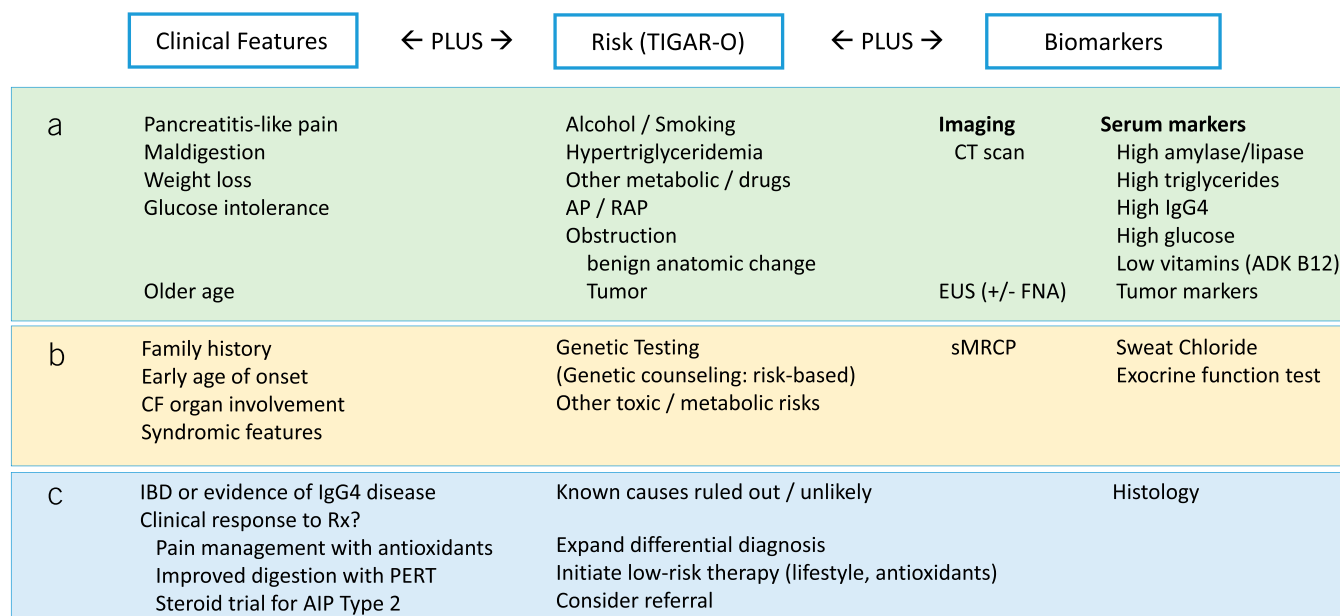 Clinical Features ← PLUS → Risk (TIGAR-O) ← PLUS → Biomarkers
a Pancreatitis-like pain Alcohol / Smoking Imaging Serum markers
Maldigestion Hypertriglyceridemia CT scan High amylase/lipase
Weight loss Other metabolic / drugs High triglycerides
Glucose intolerance AP / RAP High IgG4
Obstruction High glucose
benign anatomic change Low vitamins (ADK B12)
Older age Tumor EUS (+/- FNA) Tumor markers
b Family history Genetic Testing sMRCP Sweat Chloride
Early age of onset (Genetic counseling: risk-based) Exocrine function test
CF organ involvement Other toxic / metabolic risks
Syndromic features
c IBD or evidence of IgG4 disease Known causes ruled out / unlikely Histology
Clinical response to Rx?
Pain management with antioxidants Expand differential diagnosis
Improved digestion with PERT Initiate low-risk therapy (lifestyle, antioxidants)
Steroid trial for AIP Type 2 Consider referral